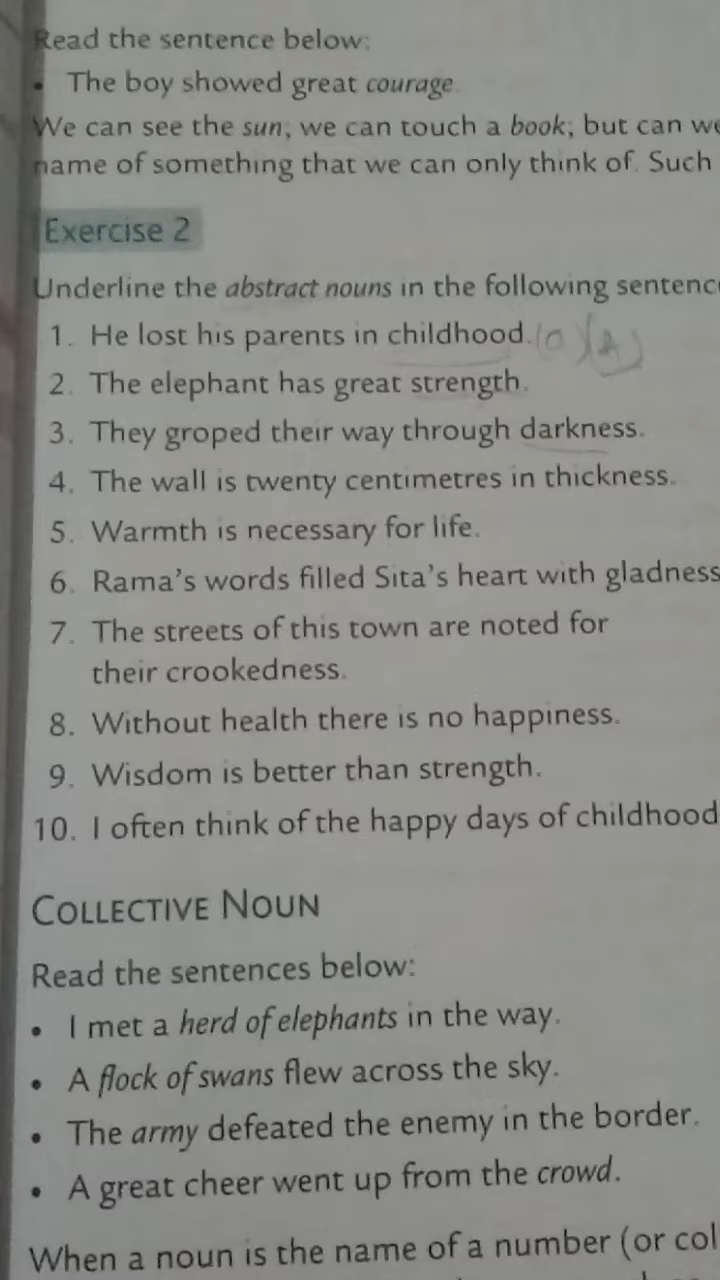 Read the sentence below:
• The boy showed great courage.
We can see the sun; we can touch a book; but can we
name of something that we can only think of. Such
Exercise 2
Underline the abstract nouns in the following
1. He lost his parents in childhood.
2. The elephant has great strength.
3. They groped their way through darkness.
4. The wall is twenty centimetres in thickness.
5. Warmth is necessary for life.
6. Rama's words filled Sita's heart with gladness
7. The streets of this town are noted for
their crookedness.
8. Without health there is no happiness.
9. Wisdom is better than strength.
10. I often think of the happy days of childhood
COLLECTIVE NOUN
Read the sentences below:
• I met a herd of elephants in the way.
• A flock of swans flew across the sky.
• The army defeated the enemy in the border.
• A great cheer went up from the crowd.
When a noun is the name of a number (or col